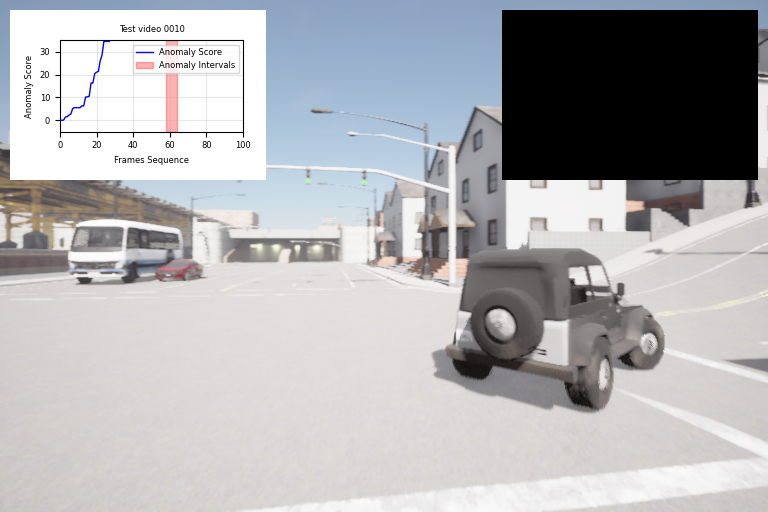 Test video 0010
Anomaly Score
Anomaly Intervals
30
20
10
0
Anomaly Score
0 20 40 60 80 100
Frames Sequence